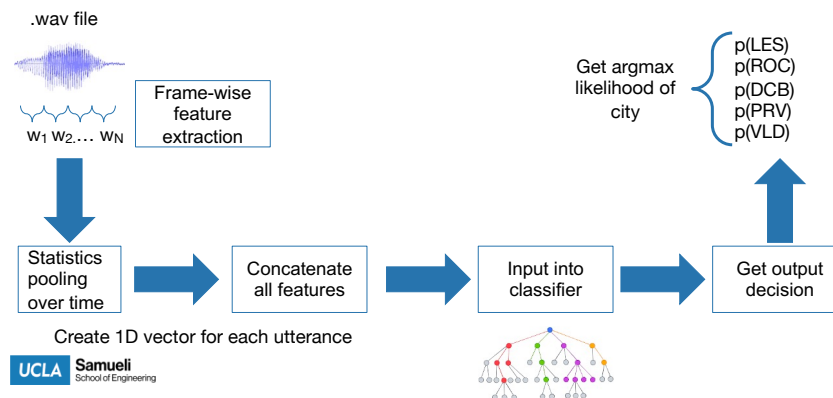 .wav file
w1 w2.… wN
Frame-wise
feature
extraction
Get argmax
likelihood of
city
p(LES)
p(ROC)
p(DCB)
p(PRV)
p(VLD)
Statistics
pooling
over time
Concatenate
all features
Input into
classifier
Get output
decision
Create 1D vector for each utterance
UCLA
Samueli
School of Engineering